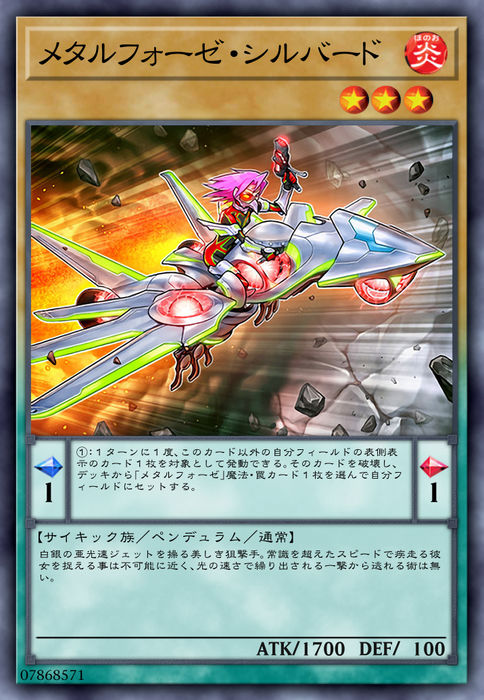 メタルフォーゼ・シルバード
ほのお
炎
①：１ターンに１度、このカード以外の自分フィールドの表側表
示のカード１枚を対象として発動できる。そのカードを破壊し、
デッキから「メタルフォーゼ」魔法・罠カード１枚を選んで自分フ
ィールドにセットする。
1
1
【サイキック族／ペンデュラム／通常】
白銀の亜光速ジェットを操る美しき狙撃手。常識を超えたスピードで疾走る彼
女を捉える事は不可能に近く、光の速さで繰り出される一撃から逃れる術は無
い。
ATK/1700 DEF/ 100
07868571